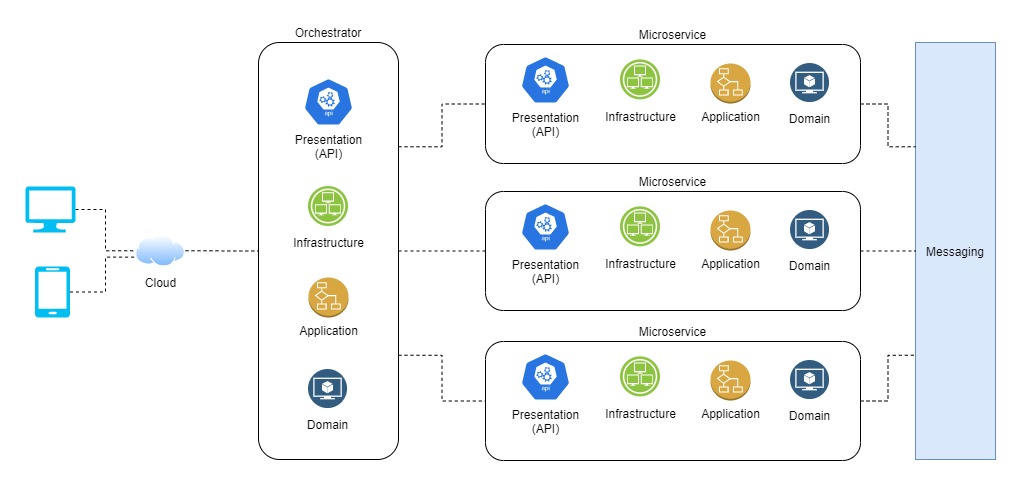 Orchestrator
Microservice
api
Presentation
(API)
Infrastructure
Application
Domain
api
Presentation
(API)
Infrastructure
Application
Domain
Microservice
api
Presentation
(API)
Infrastructure
Application
Domain
Microservice
api
Presentation
(API)
Infrastructure
Application
Domain
Cloud
Messaging